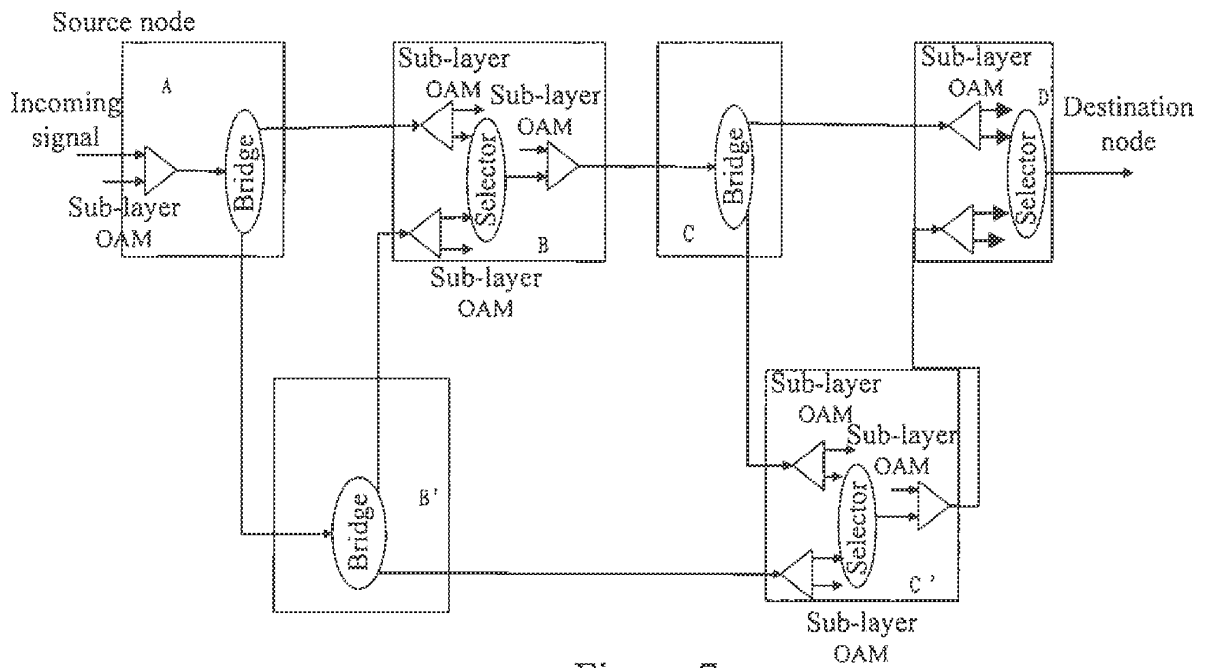 Source node
A
Incoming
signal
Bridge
Sub-layer
OAM
Sub-layer
OAM
Sub-layer
OAM
Selector
B
Sub-layer
OAM
C
Bridge
Sub-layer
OAM
D
Selector
Destination
node
B'
Bridge
Sub-layer
OAM
Sub-layer
OAM
Selector
C'
Sub-layer
OAM